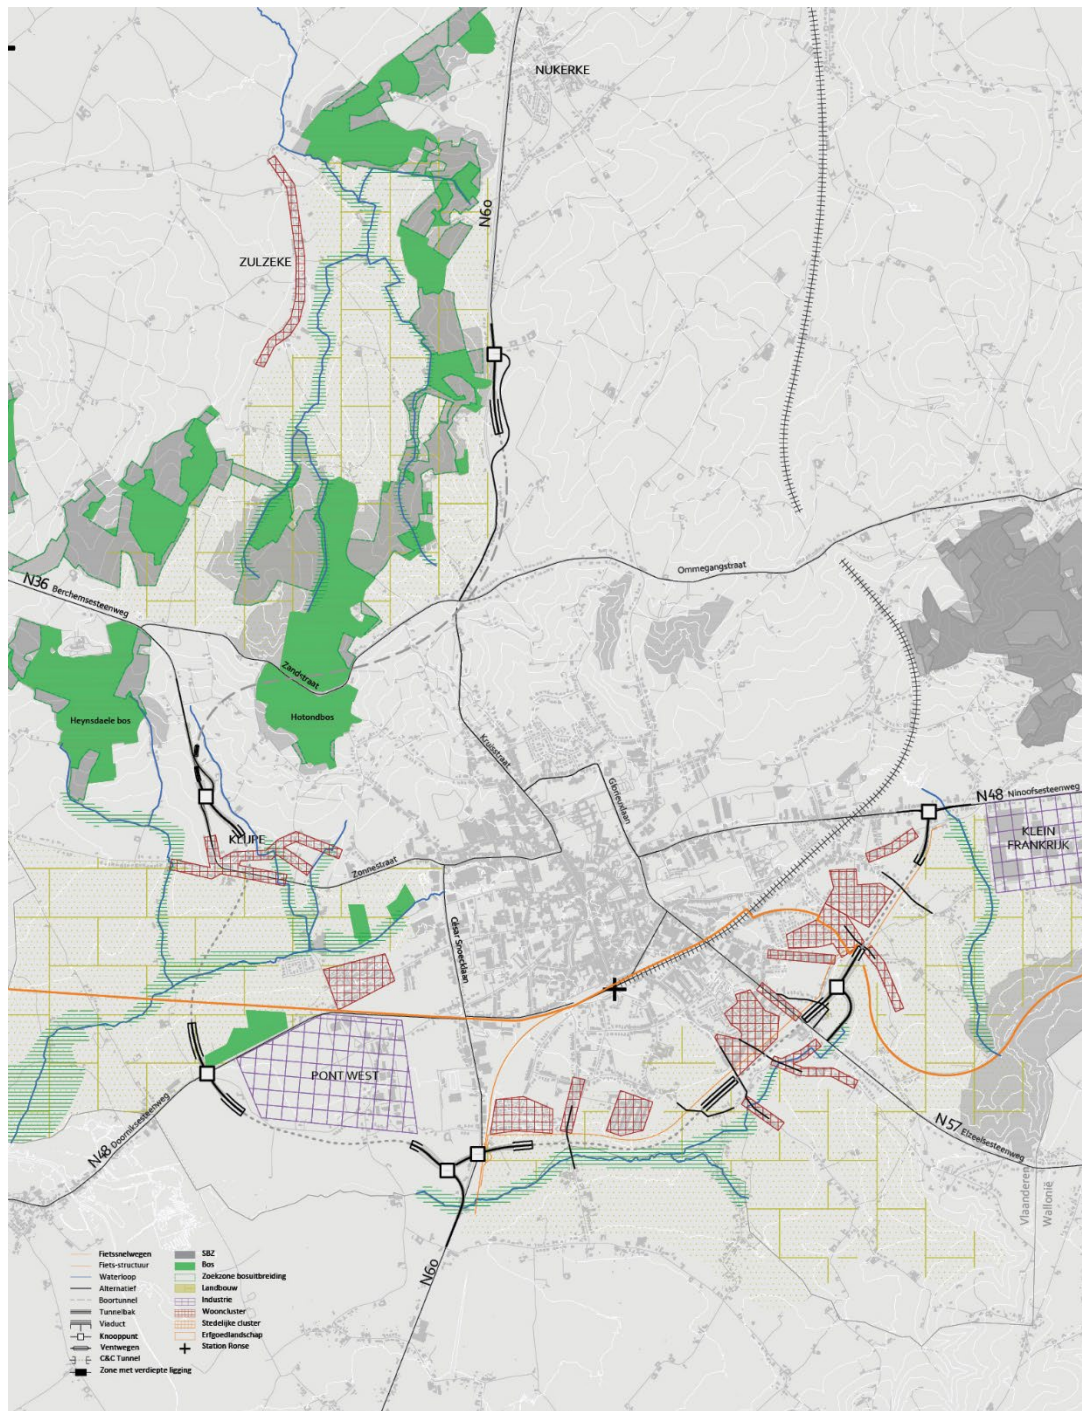 NUKERKE
N60
ZULZEKE
Ommegangstraat
N36 Berchemsesteenweg
Zandstraat
Heynsdaele bos
Hotondbos
Kruisstraat
Glorieuxlaan
N48 Ninoofsesteenweg
KLEIN
FRANKRIJK
KLIJPE
Zonnestraat
César Snoecklaan
PONT WEST
N48 Doorniksesteenweg
N57 Elzeelsesteenweg
Vlaanderen
Wallonië
N60
Fietssnelwegen
Fiets-structuur
Waterloop
Alternatief
Boortunnel
Tunnelbak
Viaduct
Knooppunt
Ventwegen
C&C Tunnel
Zone met verdiepte ligging
SBZ
Bos
Zoekzone bosuitbreiding
Landbouw
Industrie
Wooncluster
Stedelijke cluster
Erfgoedlandschap
Station Ronse